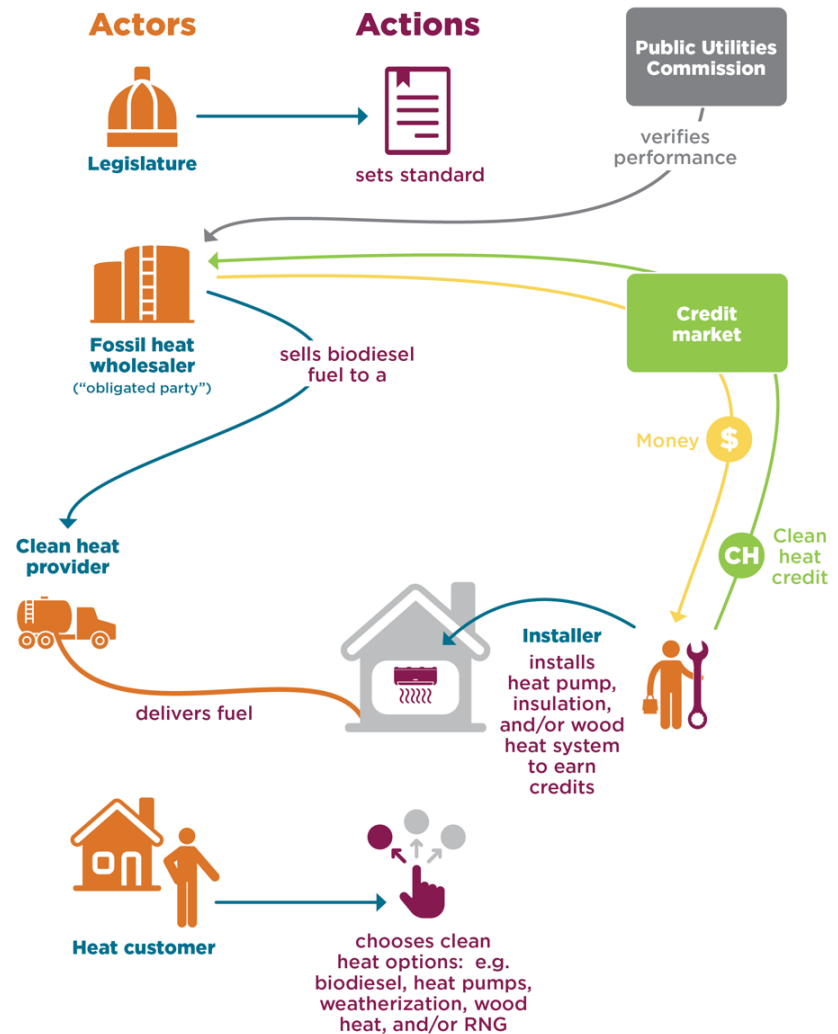 Actors
Actions
Public Utilities
Commission
verifies
performance
Legislature
sets standard
Fossil heat
wholesaler
(“obligated party”)
sells biodiesel
fuel to a
Credit
market
Money
$
CH
Clean
heat
credit
Clean heat
provider
delivers fuel
Installer
installs
heat pump,
insulation,
and/or wood
heat system
to earn
credits
Heat customer
chooses clean
heat options: e.g.
biodiesel, heat pumps,
weatherization, wood
heat, and/or RNG